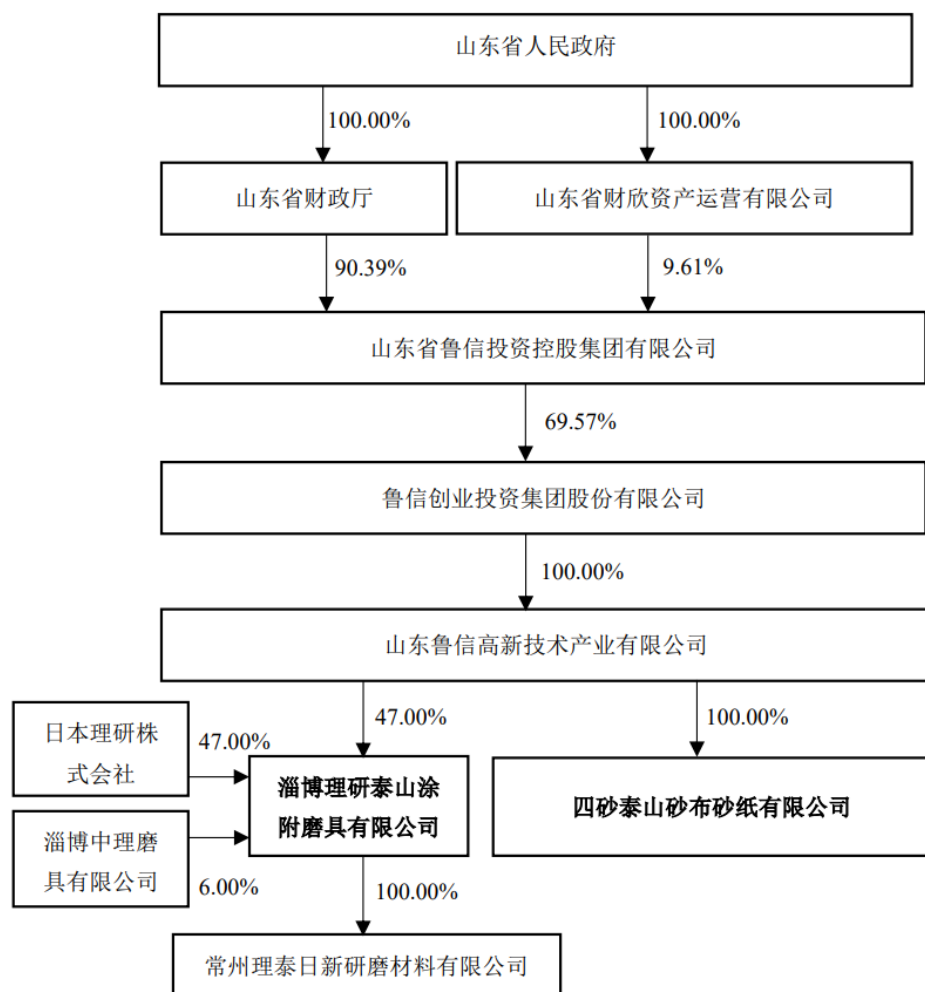 山东省人民政府
100.00%
100.00%
山东省财政厅
山东省财欣资产运营有限公司
90.39%
9.61%
山东省鲁信投资控股集团有限公司
69.57%
鲁信创业投资集团股份有限公司
100.00%
山东鲁信高新技术产业有限公司
日本理研株
式会社
47.00%
47.00%
100.00%
淄博理研泰山涂
附磨具有限公司
四砂泰山砂布砂纸有限公司
淄博中理磨
具有限公司
6.00%
100.00%
常州理泰日新研磨材料有限公司